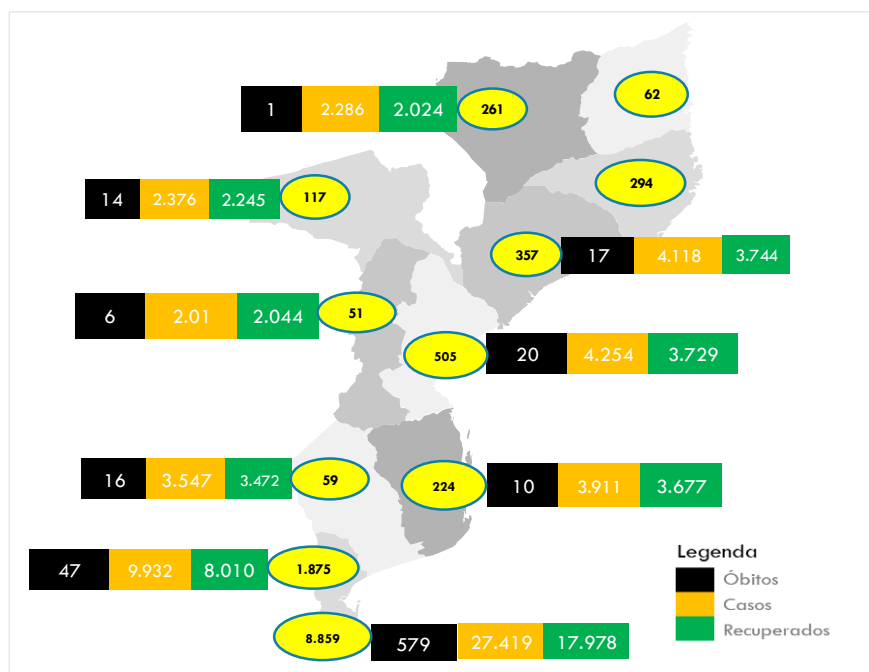 62
1 2.286 2.024 261
294
14 2.376 2.245 117
357 17 4.118 3.744
6 2.01 2.044 51
505 20 4.254 3.729
16 3.547 3.472 59
224 10 3.911 3.677
47 9.932 8.010 1.875
8.859 579 27.419 17.978
Legenda
Óbitos
Casos
Recuperados